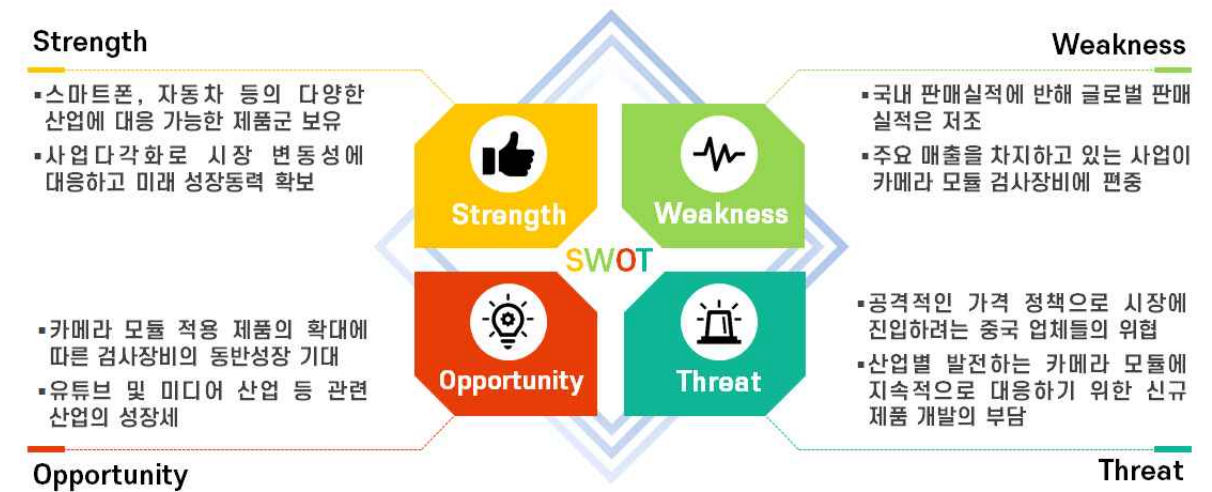 Strength
▪스마트폰, 자동차 등의 다양한
산업에 대응 가능한 제품군 보유
▪사업다각화로 시장 변동성에
대응하고 미래 성장동력 확보
Weakness
▪국내 판매실적에 반해 글로벌 판매
실적은 저조
▪주요 매출을 차지하고 있는 사업이
카메라 모듈 검사장비에 편중
Strength
Weakness
SWOT
Opportunity
Threat
▪카메라 모듈 적용 제품의 확대에
따른 검사장비의 동반성장 기대
▪유튜브 및 미디어 산업 등 관련
산업의 성장세
Opportunity
▪공격적인 가격 정책으로 시장에
진입하려는 중국 업체들의 위협
▪산업별 발전하는 카메라 모듈에
지속적으로 대응하기 위한 신규
제품 개발의 부담
Threat